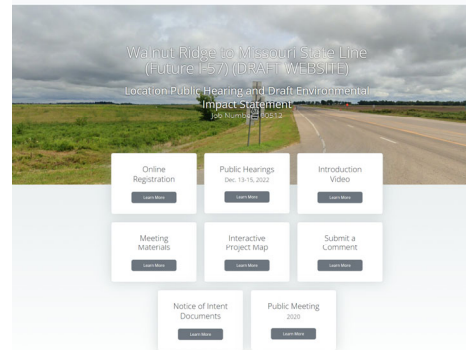 Walnut Ridge to Missouri State Line
(Future I-57) (DRAFT WEBSITE)
Location Public Hearing and Draft Environmental
Impact Statement
Job Number 100512
Online
Registration
Learn More
Public Hearings
Dec. 13-15, 2022
Learn More
Introduction
Video
Learn More
Meeting
Materials
Learn More
Interactive
Project Map
Learn More
Submit a
Comment
Learn More
Notice of Intent
Documents
Learn More
Public Meeting
2020
Learn More